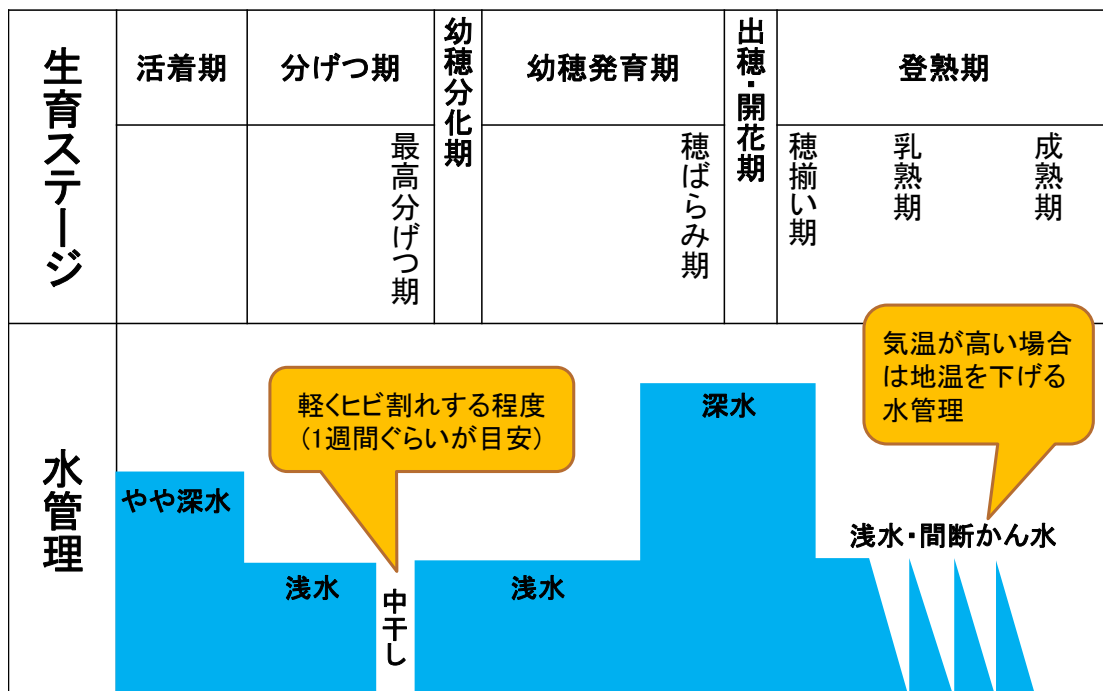 生育ステージ
活着期
分げつ期
幼穂分化期
幼穂発育期
出穂・開花期
登熟期
最高分げつ期
穂ばらみ期
穂揃い期
乳熟期
成熟期
水管理
やや深水
浅水
軽くヒビ割れする程度
(1週間ぐらいが目安)
中干し
浅水
深水
気温が高い場合
は地温を下げる
水管理
浅水・間断かん水